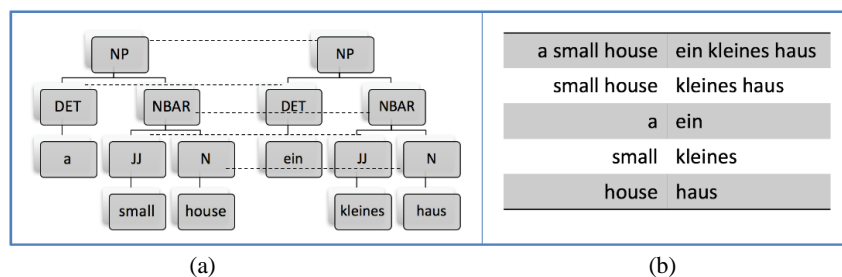 NP NP
DET NBAR DET NBAR
a JJ N ein JJ N
small house kleines haus
a small house ein kleines haus
small house kleines haus
a ein
small kleines
house haus
(a) (b)